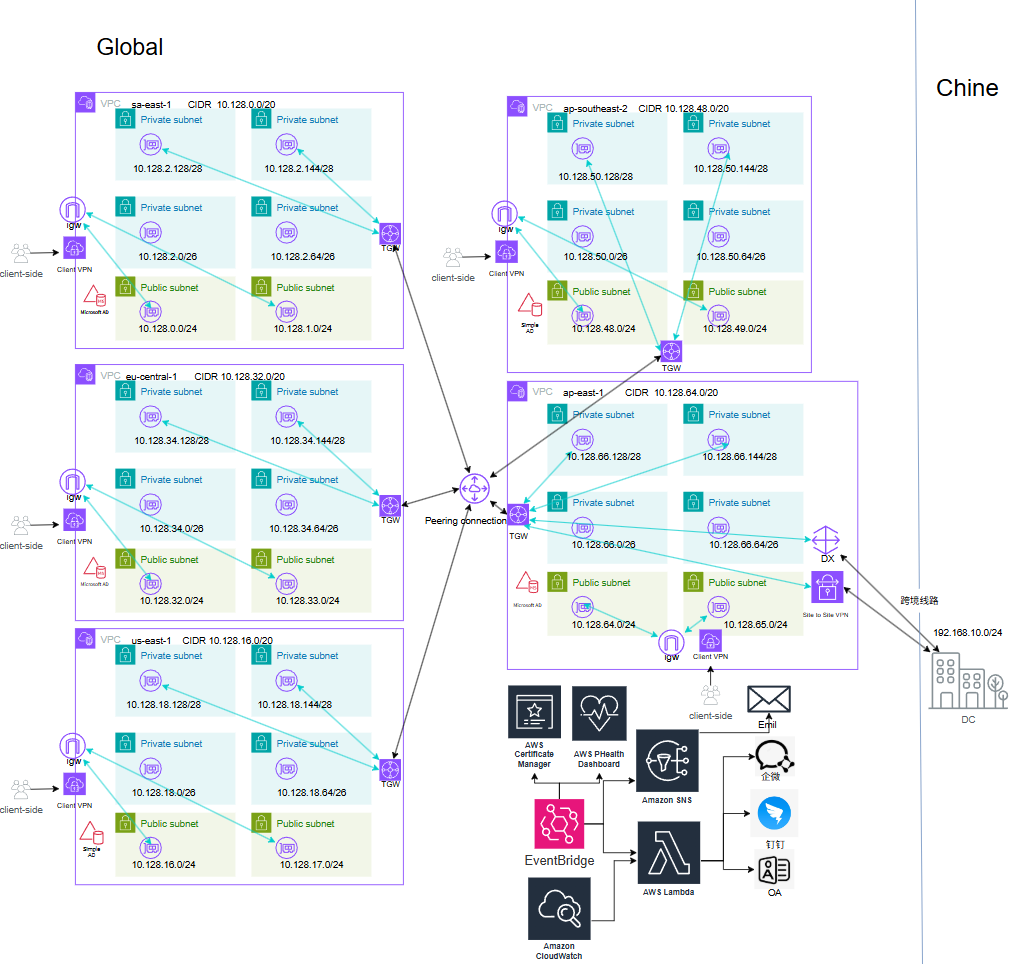 Global
Chine
VPC sa-east-1 CIDR 10.128.0.0/20
Private subnet
Private subnet
10.128.2.128/28
10.128.2.144/28
Private subnet
Private subnet
igw
TGW
10.128.2.0/26
10.128.2.64/26
client-side
Client VPN
Public subnet
Public subnet
Microsoft AD
10.128.0.0/24
10.128.1.0/24
VPC ap-southeast-2 CIDR 10.128.48.0/20
Private subnet
Private subnet
10.128.50.128/28
10.128.50.144/28
Private subnet
Private subnet
igw
10.128.50.0/26
10.128.50.64/26
client-side
Client VPN
Public subnet
Public subnet
Simple
AD
10.128.48.0/24
10.128.49.0/24
TGW
VPC eu-central-1 CIDR 10.128.32.0/20
Private subnet
Private subnet
10.128.34.128/28
10.128.34.144/28
Private subnet
Private subnet
igw
TGW
10.128.34.0/26
10.128.34.64/26
client-side
Client VPN
Public subnet
Public subnet
Microsoft AD
10.128.32.0/24
10.128.33.0/24
Peering connection
VPC ap-east-1 CIDR 10.128.64.0/20
Private subnet
Private subnet
10.128.66.128/28
10.128.66.144/28
Private subnet
Private subnet
TGW
10.128.66.0/26
10.128.66.64/26
DX
Public subnet
Public subnet
Microsoft AD
Site to Site VPN
10.128.64.0/24
10.128.65.0/24
igw
Client VPN
client-side
跨境线路
192.168.10.0/24
DC
VPC us-east-1 CIDR 10.128.16.0/20
Private subnet
Private subnet
10.128.18.128/28
10.128.18.144/28
Private subnet
Private subnet
igw
TGW
10.128.18.0/26
10.128.18.64/26
client-side
Client VPN
Public subnet
Public subnet
Simple
AD
10.128.16.0/24
10.128.17.0/24
AWS
Certificate
Manager
AWS PHealth
Dashboard
Emil
Amazon SNS
企微
EventBridge
钉钉
AWS Lambda
OA
Amazon
CloudWatch